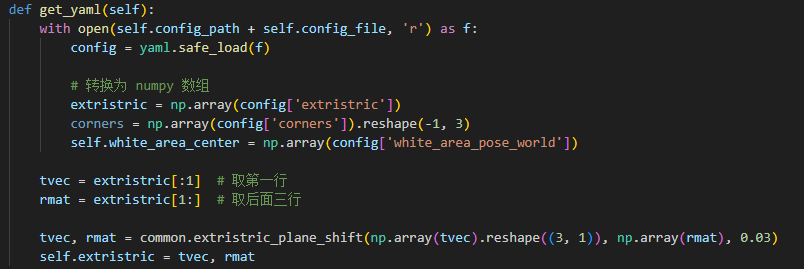 def get_yaml(self):
    with open(self.config_path + self.config_file, 'r') as f:
        config = yaml.safe_load(f)

        # 转换为 numpy 数组
        extristric = np.array(config['extristric'])
        corners = np.array(config['corners']).reshape(-1, 3)
        self.white_area_center = np.array(config['white_area_pose_world'])

    tvec = extristric[:1]  # 取第一行
    rmat = extristric[1:]  # 取后面三行

    tvec, rmat = common.extristric_plane_shift(np.array(tvec).reshape((3, 1)), np.array(rmat), 0.03)
    self.extristric = tvec, rmat